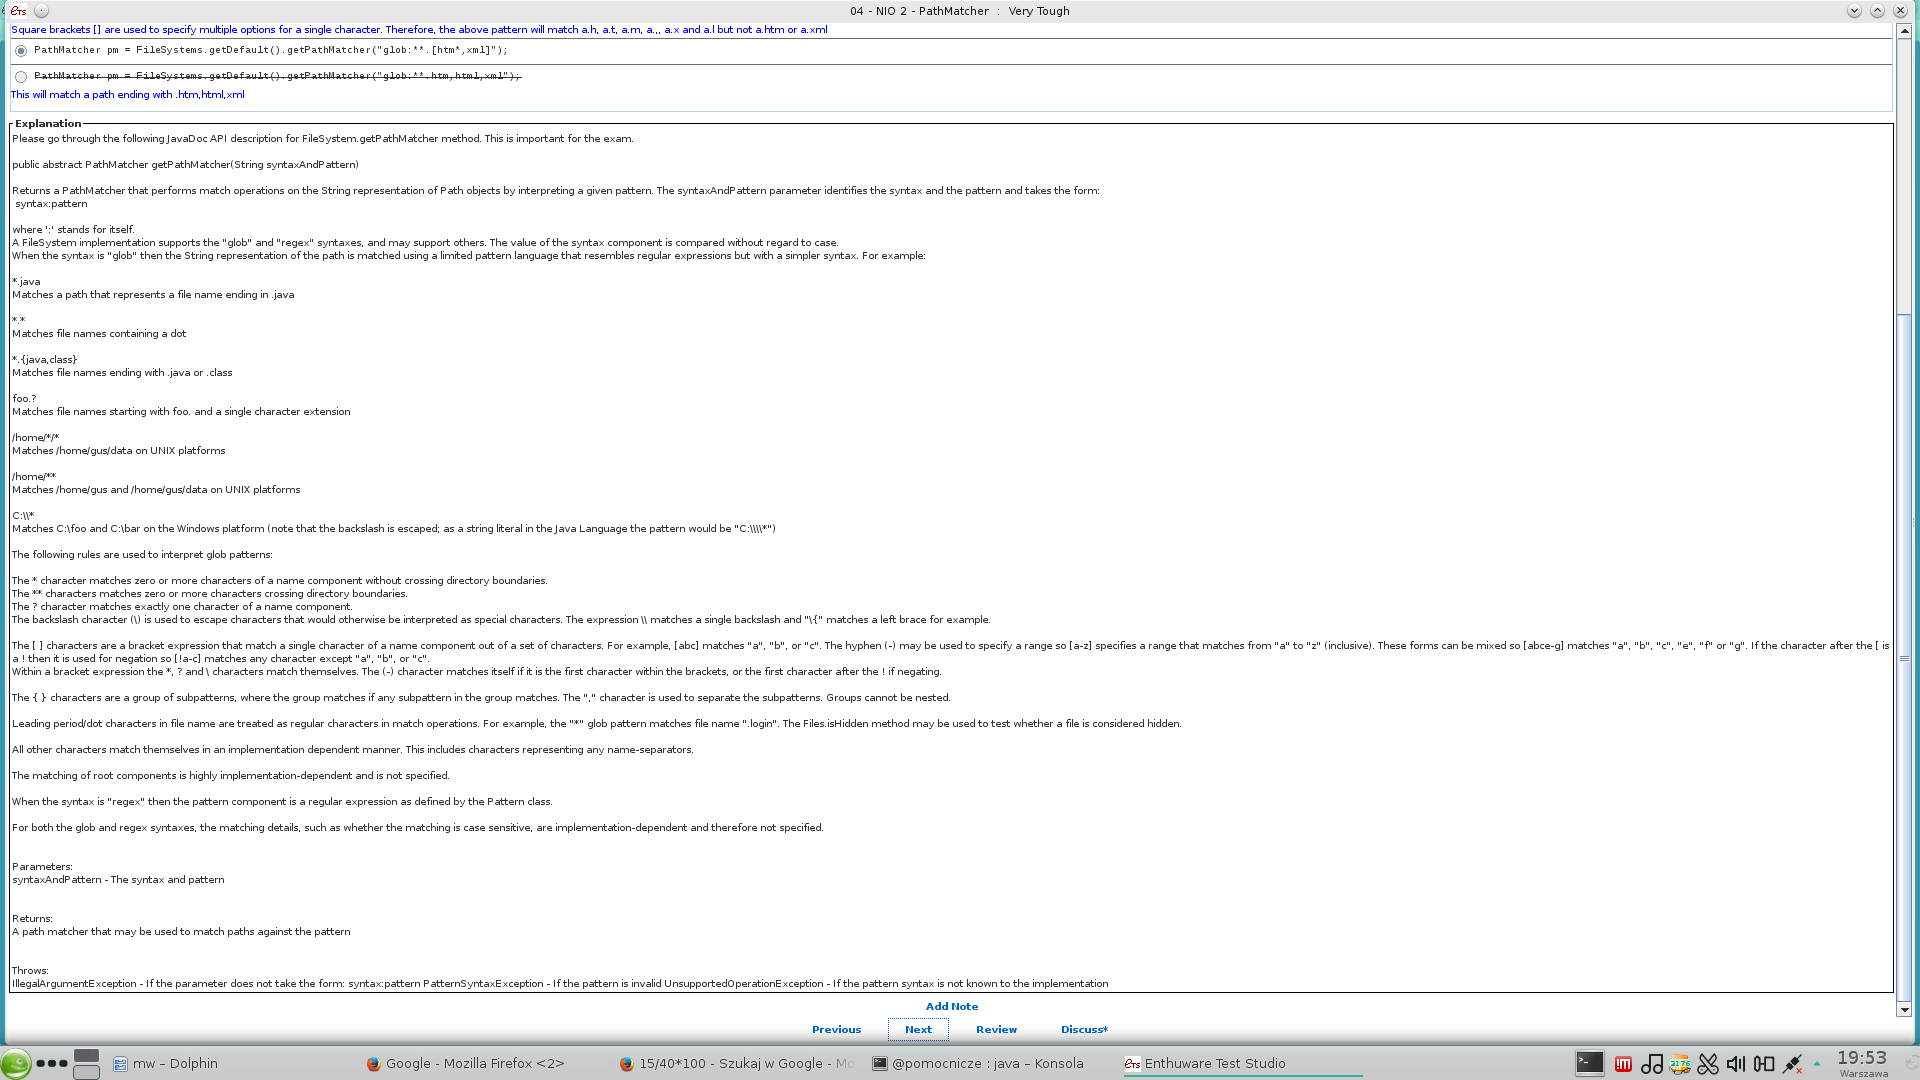 ETS
04 - NIO 2 - PathMatcher : Very Tough
Square brackets [] are used to specify multiple options for a single character. Therefore, the above pattern will match a.h, a.t, a.m, a.,, a.x and a.l but not a.htm or a.xml
PathMatcher pm = FileSystems.getDefault().getPathMatcher("glob:**.[htm*,xml]");
PathMatcher pm = FileSystems.getDefault().getPathMatcher("glob:**.htm,html,xml");
This will match a path ending with .htm,html,xml
Explanation
Please go through the following JavaDoc API description for FileSystem.getPathMatcher method. This is important for the exam.
public abstract PathMatcher getPathMatcher(String syntaxAndPattern)
Returns a PathMatcher that performs match operations on the String representation of Path objects by interpreting a given pattern. The syntaxAndPattern parameter identifies the syntax and the pattern and takes the form:
syntax:pattern
where ':' stands for itself.
A FileSystem implementation supports the "glob" and "regex" syntaxes, and may support others. The value of the syntax component is compared without regard to case.
When the syntax is "glob" then the String representation of the path is matched using a limited pattern language that resembles regular expressions but with a simpler syntax. For example:
*.java
Matches a path that represents a file name ending in .java
*.*
Matches file names containing a dot
*.{java,class}
Matches file names ending with .java or .class
foo.?
Matches file names starting with foo. and a single character extension
/home/*/*
Matches /home/gus/data on UNIX platforms
/home/**
Matches /home/gus and /home/gus/data on UNIX platforms
C:\\*
Matches C:\foo and C:\bar on the Windows platform (note that the backslash is escaped; as a string literal in the Java Language the pattern would be "C:\\\\*")
The following rules are used to interpret glob patterns:
The * character matches zero or more characters of a name component without crossing directory boundaries.
The ** characters matches zero or more characters crossing directory boundaries.
The ? character matches exactly one character of a name component.
The backslash character (\) is used to escape characters that would otherwise be interpreted as special characters. The expression \\ matches a single backslash and "\{" matches a left brace for example.
The [ ] characters are a bracket expression that match a single character of a name component out of a set of characters. For example, [abc] matches "a", "b", or "c". The hyphen (-) may be used to specify a range so [a-z] specifies a range that matches from "a" to "z" (inclusive). These forms can be mixed so [abce-g] matches "a", "b", "c", "e", "f" or "g". If the character after the [ is
a ! then it is used for negation so [!a-c] matches any character except "a", "b", or "c".
Within a bracket expression the *, ? and \ characters match themselves. The (-) character matches itself if it is the first character within the brackets, or the first character after the ! if negating.
The { } characters are a group of subpatterns, where the group matches if any subpattern in the group matches. The "," character is used to separate the subpatterns. Groups cannot be nested.
Leading period/dot characters in file name are treated as regular characters in match operations. For example, the "*" glob pattern matches file name ".login". The Files.isHidden method may be used to test whether a file is considered hidden.
All other characters match themselves in an implementation dependent manner. This includes characters representing any name-separators.
The matching of root components is highly implementation-dependent and is not specified.
When the syntax is "regex" then the pattern component is a regular expression as defined by the Pattern class.
For both the glob and regex syntaxes, the matching details, such as whether the matching is case sensitive, are implementation-dependent and therefore not specified.
Parameters:
syntaxAndPattern - The syntax and pattern
Returns:
A path matcher that may be used to match paths against the pattern
Throws:
IllegalArgumentException - If the parameter does not take the form: syntax:pattern PatternSyntaxException - If the pattern is invalid UnsupportedOperationException - If the pattern syntax is not known to the implementation
Add Note
Previous Next Review Discuss*
mw – Dolphin Google - Mozilla Firefox <2> 15/40*100 - Szukaj w Google - Mo @pomocnicze : java – Konsola ETS Enthuware Test Studio 19:53
Warszawa